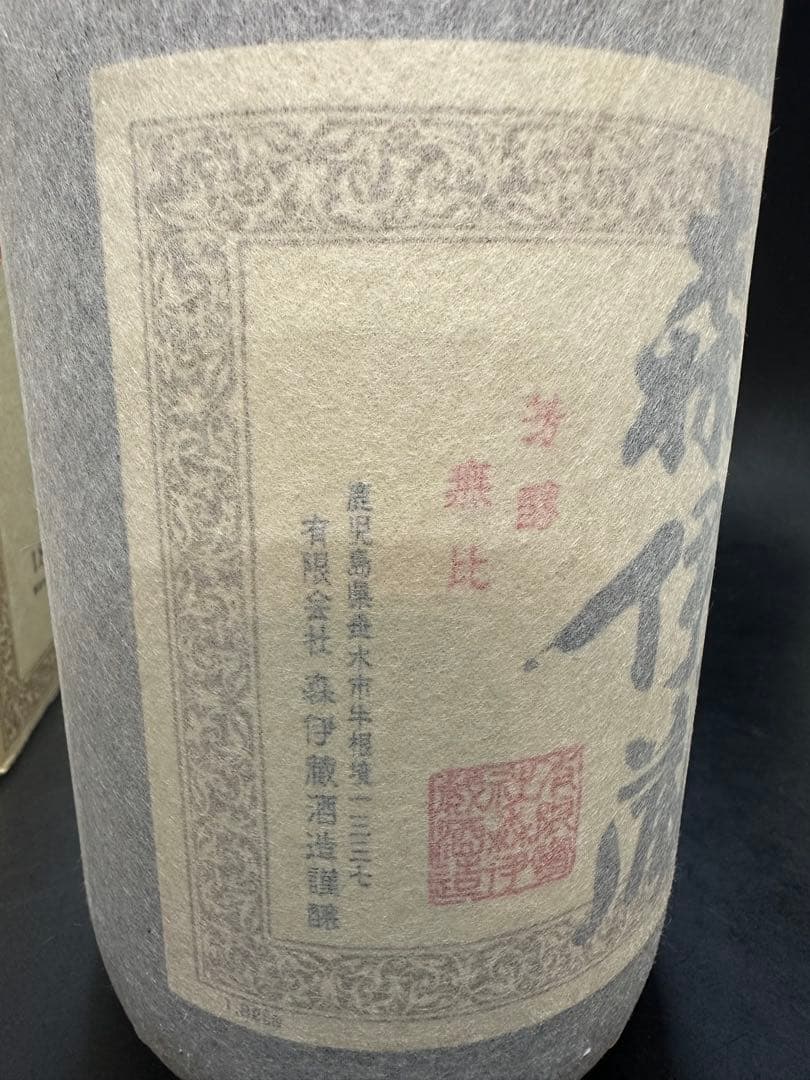 森伊蔵
芳醇
無比
鹿児島県垂水市牛根境一三三七
有限会社 森伊蔵酒造謹醸